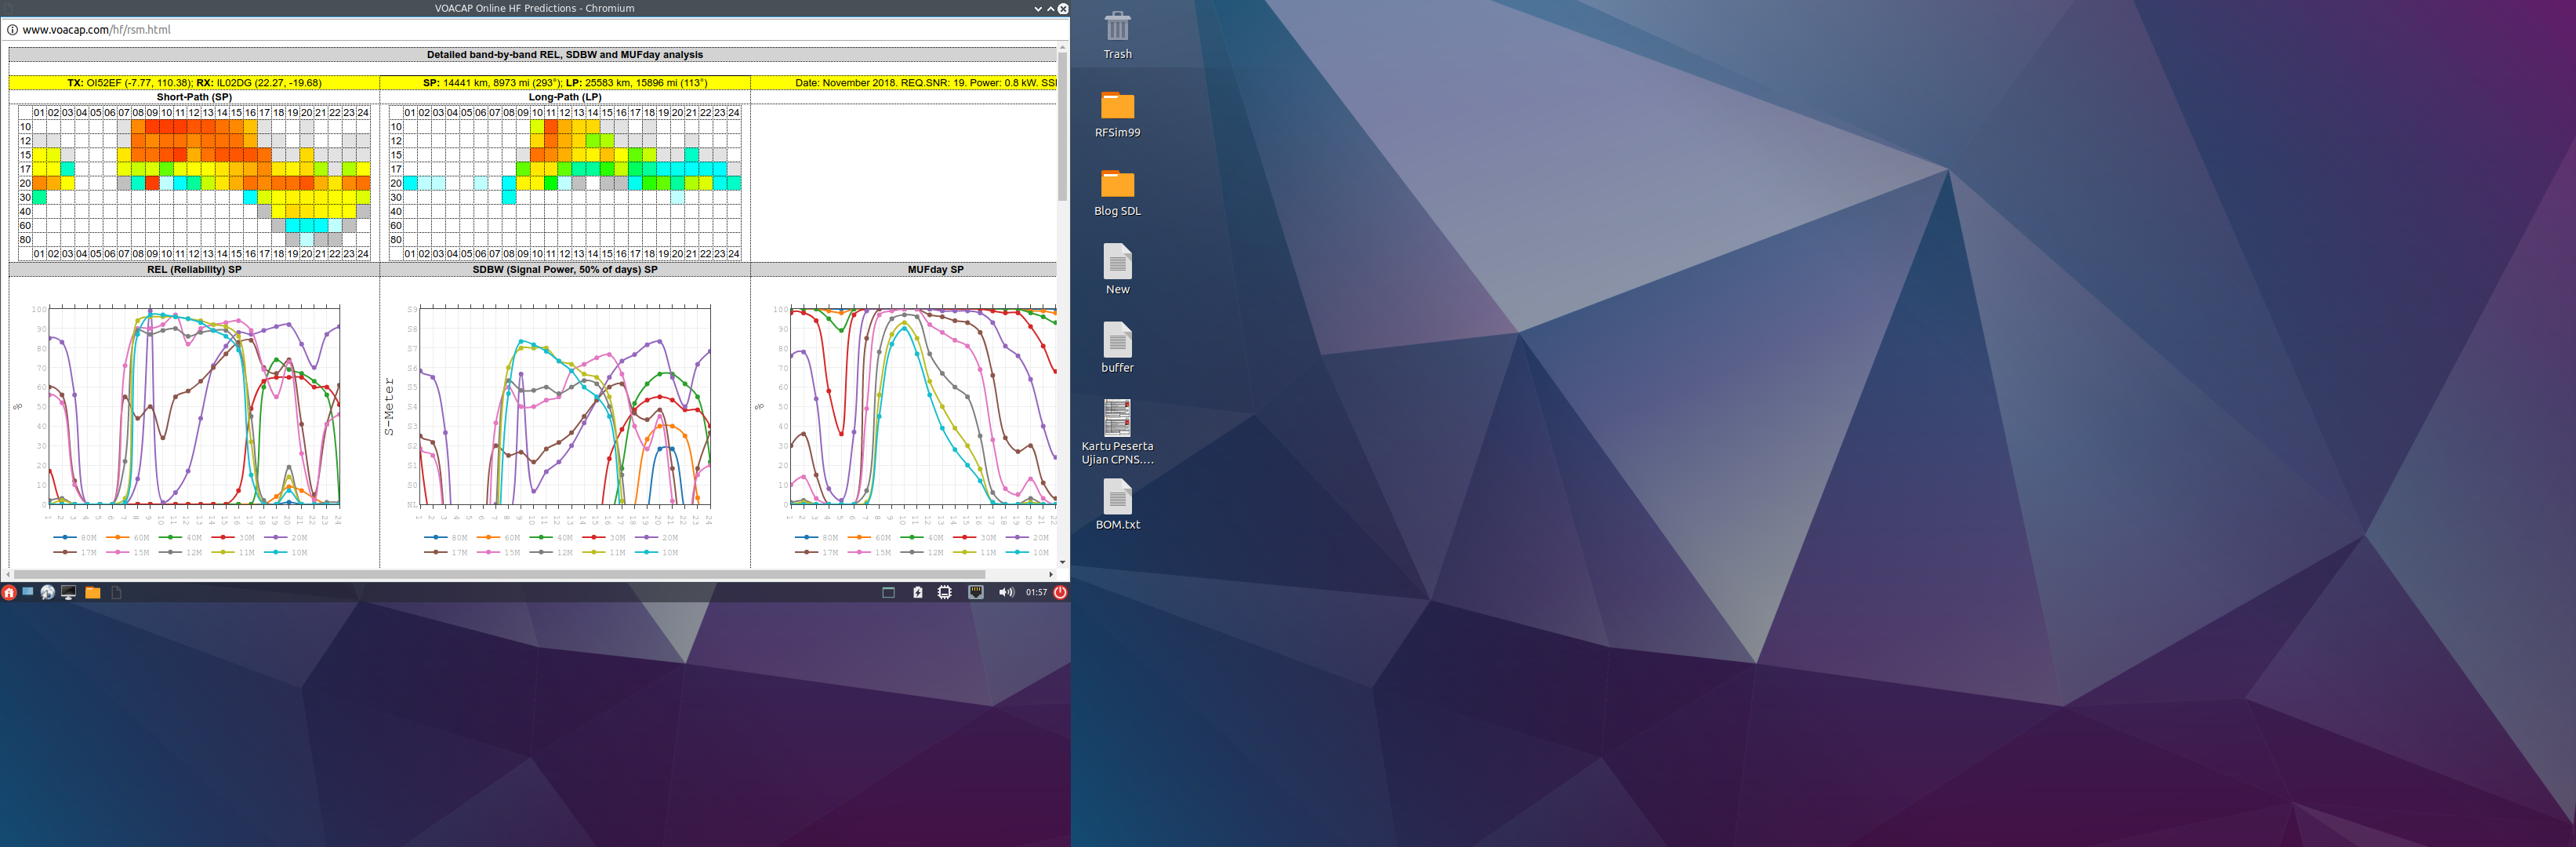 VOACAP Online HF Predictions - Chromium
www.voacap.com/hf/rsm.html
Detailed band-by-band REL, SDBW and MUFday analysis
TX: OI52EF (-7.77, 110.38); RX: IL02DG (22.27, -19.68)
SP: 14441 km, 8973 mi (293°); LP: 25583 km, 15896 mi (113°)
Date: November 2018. REQ.SNR: 19. Power: 0.8 kW. SSI
Short-Path (SP)
Long-Path (LP)
01 02 03 04 05 06 07 08 09 10 11 12 13 14 15 16 17 18 19 20 21 22 23 24
10
12
15
17
20
30
40
60
80
01 02 03 04 05 06 07 08 09 10 11 12 13 14 15 16 17 18 19 20 21 22 23 24
01 02 03 04 05 06 07 08 09 10 11 12 13 14 15 16 17 18 19 20 21 22 23 24
10
12
15
17
20
30
40
60
80
01 02 03 04 05 06 07 08 09 10 11 12 13 14 15 16 17 18 19 20 21 22 23 24
REL (Reliability) SP
SDBW (Signal Power, 50% of days) SP
MUFday SP
100
90
80
70
60
50
40
30
20
10
0
%
1 2 3 4 5 6 7 8 9 10 11 12 13 14 15 16 17 18 19 20 21 22 23 24
80M 60M 40M 30M 20M
17M 15M 12M 11M 10M
S9
S8
S7
S6
S5
S4
S3
S2
S1
S0
NL
S-Meter
1 2 3 4 5 6 7 8 9 10 11 12 13 14 15 16 17 18 19 20 21 22 23 24
80M 60M 40M 30M 20M
17M 15M 12M 11M 10M
100
90
80
70
60
50
40
30
20
10
0
%
1 2 3 4 5 6 7 8 9 10 11 12 13 14 15 16 17 18 19 20 21 22
80M 60M 40M 30M 20M
17M 15M 12M 11M 10M
01:57
Trash
RFSim99
Blog SDL
New
buffer
Kartu Peserta
Ujian CPNS....
BOM.txt